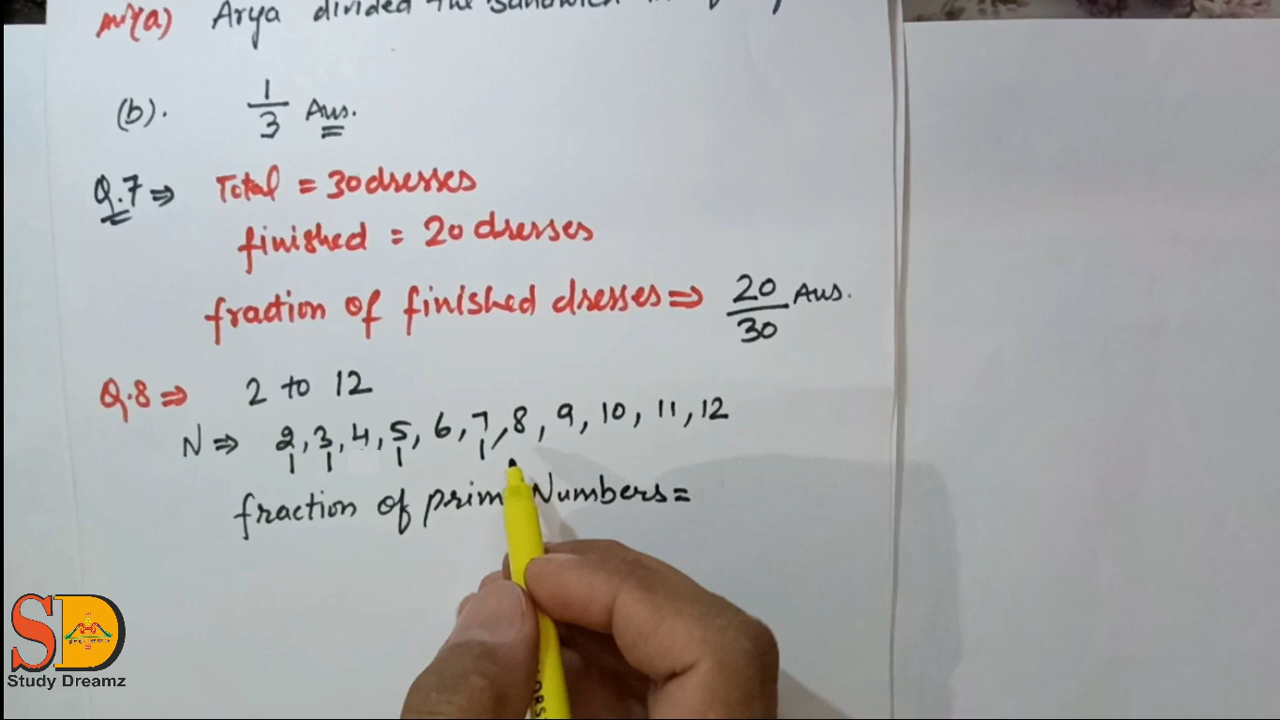 (a) Arya divided the sandwich
(b). 1/3 Ans.
Q.7 ⇒ Total = 30 dresses
finished = 20 dresses
fraction of finished dresses ⇒ 20/30 Ans.
Q.8 ⇒ 2 to 12
N ⇒ 2, 3, 4, 5, 6, 7, 8, 9, 10, 11, 12
fraction of prim Numbers =
SD
Study Dreamz